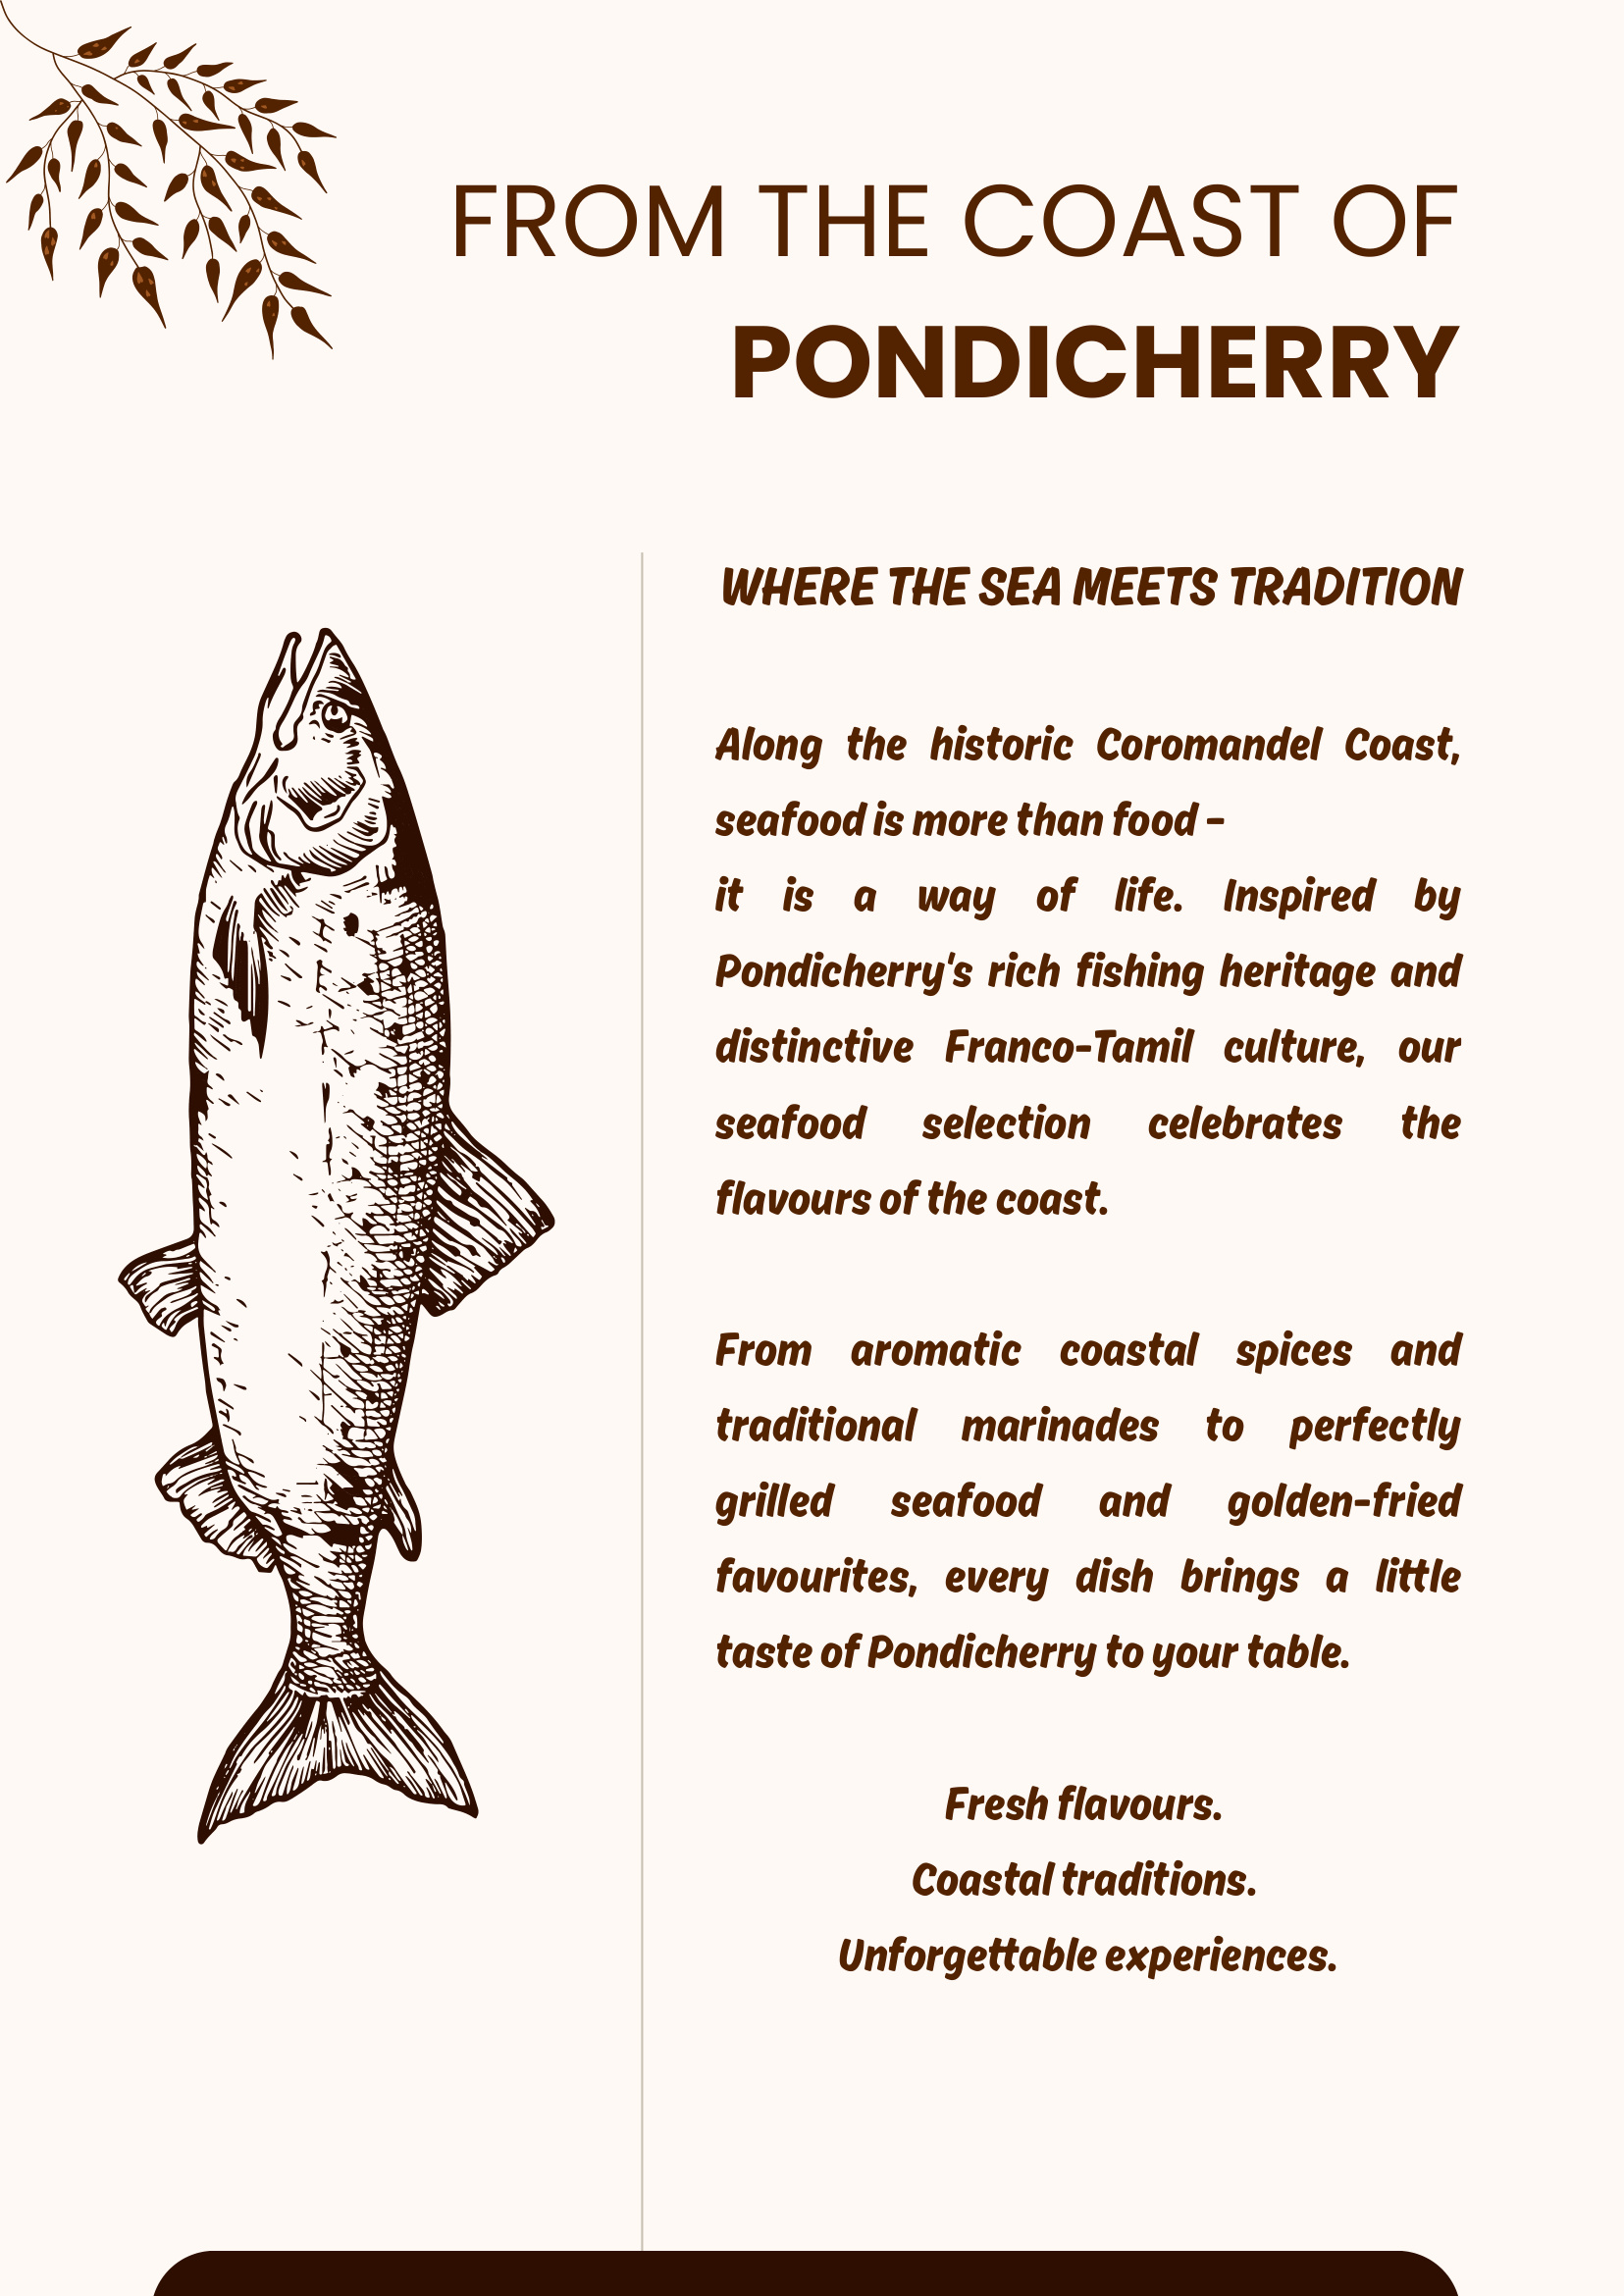 FROM THE COAST OF
PONDICHERRY
WHERE THE SEA MEETS TRADITION
Along the historic Coromandel Coast,
seafood is more than food –
it is a way of life. Inspired by
Pondicherry's rich fishing heritage and
distinctive Franco-Tamil culture, our
seafood selection celebrates the
flavours of the coast.
From aromatic coastal spices and
traditional marinades to perfectly
grilled seafood and golden-fried
favourites, every dish brings a little
taste of Pondicherry to your table.
Fresh flavours.
Coastal traditions.
Unforgettable experiences.